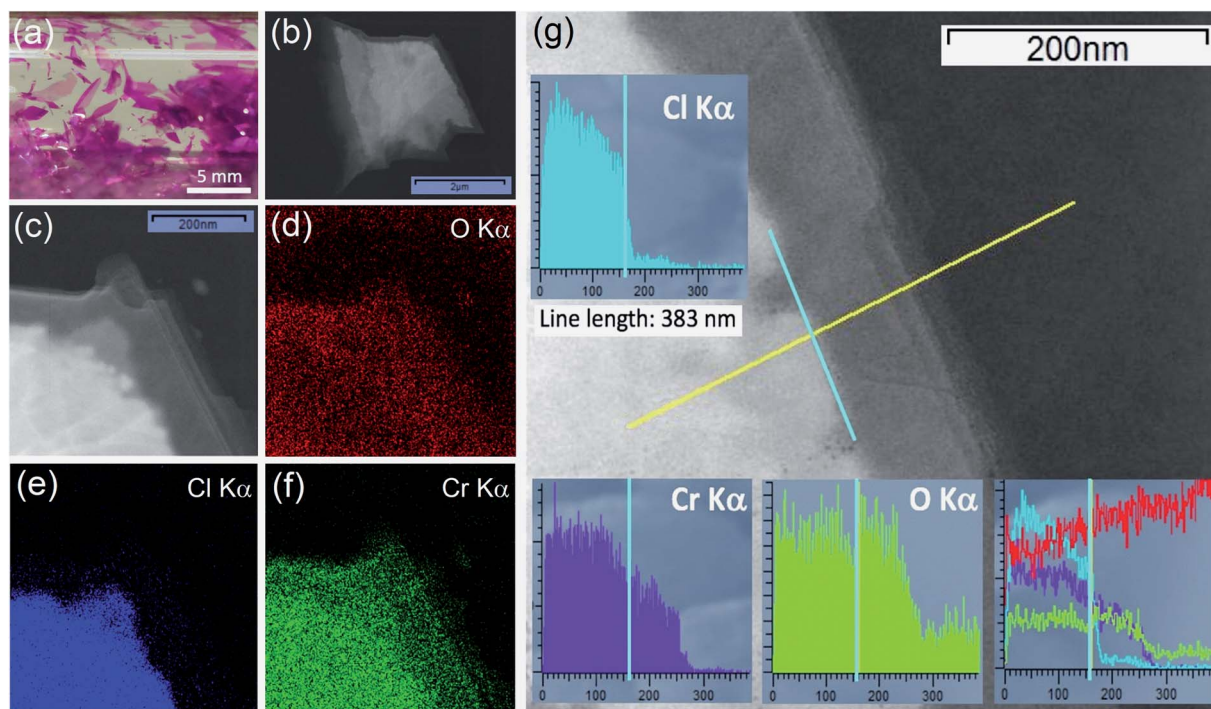 (a)
5 mm
(b)
2μm
(c)
200nm
(d)
O Kα
(e)
Cl Kα
(f)
Cr Kα
(g)
200nm
Cl Kα
0 100 200 300
Line length: 383 nm
Cr Kα
0 100 200 300
O Kα
0 100 200 300
0 100 200 300